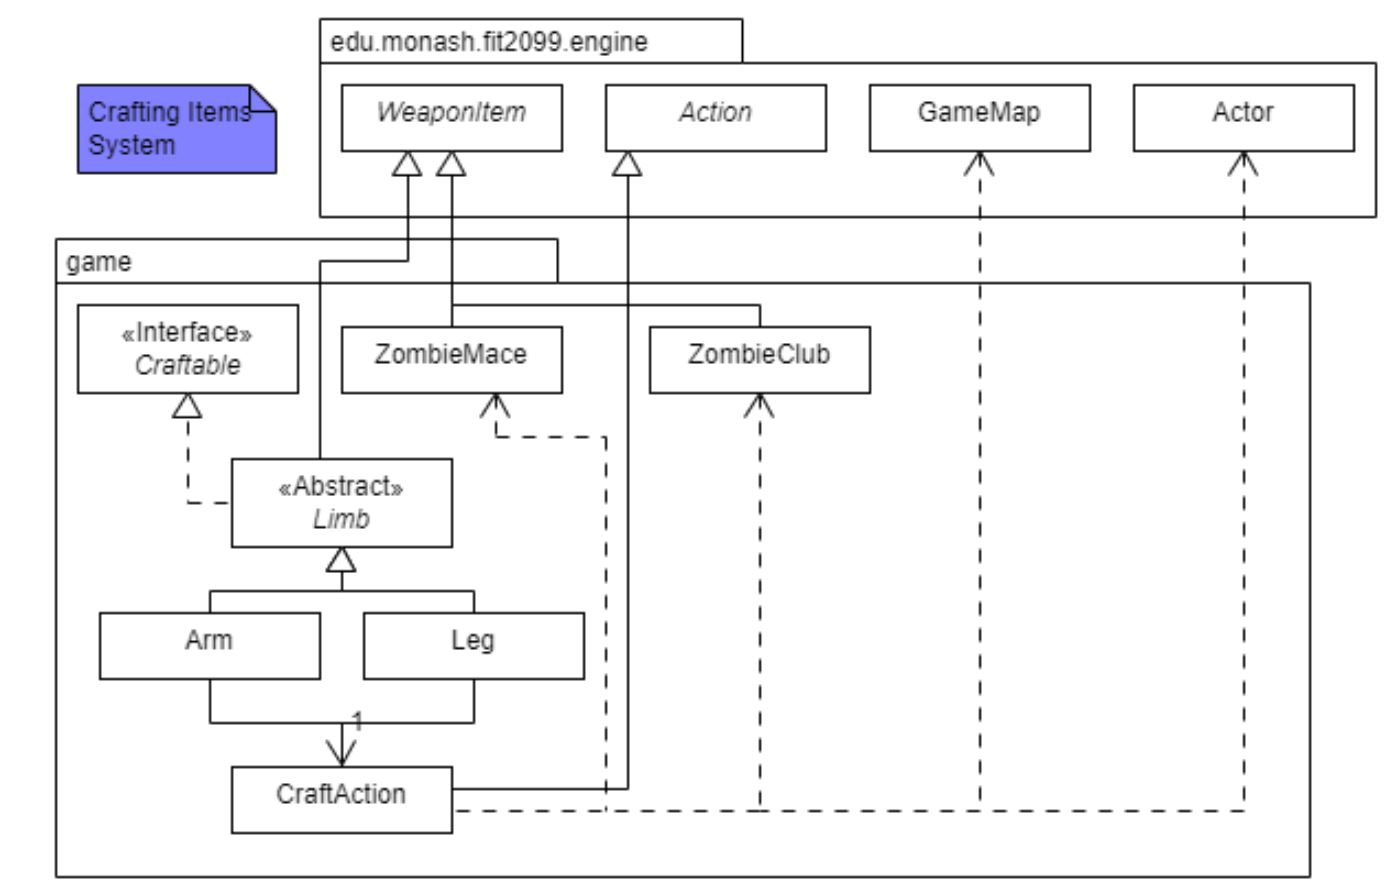 edu.monash.fit2099.engine
Crafting Items
System
WeaponItem
Action
GameMap
Actor
game
«Interface»
Craftable
ZombieMace
ZombieClub
«Abstract»
Limb
Arm
Leg
1
CraftAction